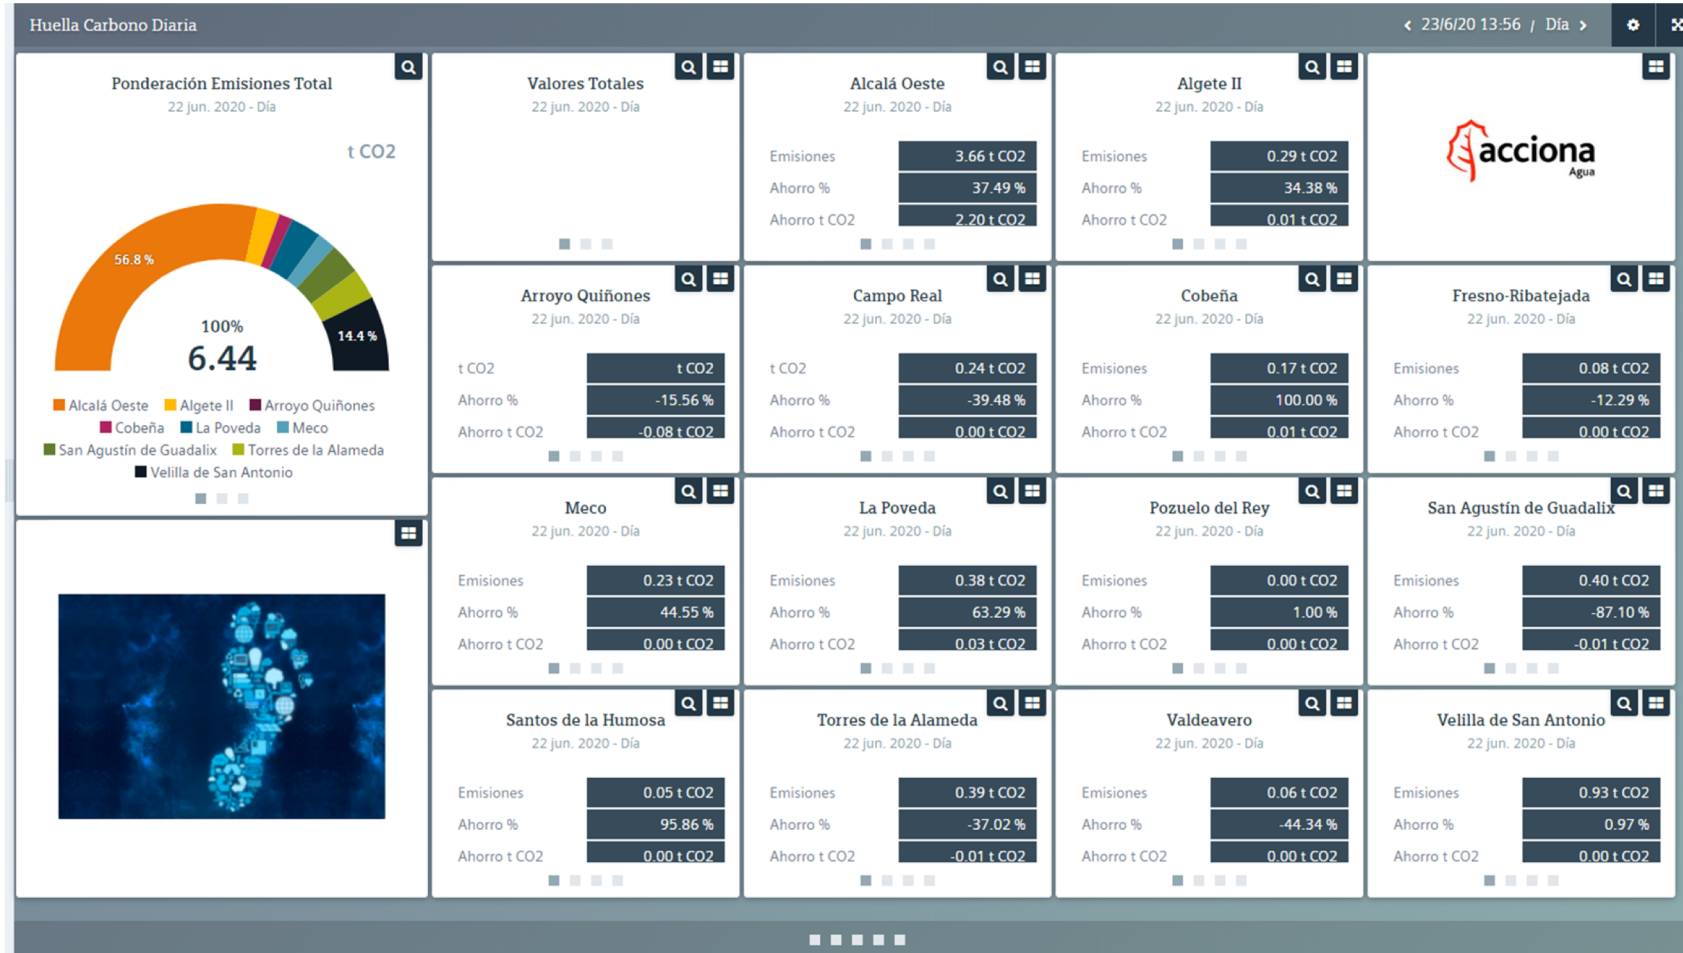 Huella Carbono Diaria
23/6/20 13:56 / Día
Ponderación Emisiones Total
22 jun. 2020 - Día
t CO2
56.8 %
14.4 %
100%
6.44
Alcalá Oeste Algete II Arroyo Quiñones
Cobeña La Poveda Meco
San Agustín de Guadalix Torres de la Alameda
Velilla de San Antonio
Valores Totales
22 jun. 2020 - Día
Alcalá Oeste
22 jun. 2020 - Día
Emisiones 3.66 t CO2
Ahorro % 37.49 %
Ahorro t CO2 2.20 t CO2
Algete II
22 jun. 2020 - Día
Emisiones 0.29 t CO2
Ahorro % 34.38 %
Ahorro t CO2 0.01 t CO2
acciona
Agua
Arroyo Quiñones
22 jun. 2020 - Día
t CO2 t CO2
Ahorro % -15.56 %
Ahorro t CO2 -0.08 t CO2
Campo Real
22 jun. 2020 - Día
t CO2 0.24 t CO2
Ahorro % -39.48 %
Ahorro t CO2 0.00 t CO2
Cobeña
22 jun. 2020 - Día
Emisiones 0.17 t CO2
Ahorro % 100.00 %
Ahorro t CO2 0.01 t CO2
Fresno-Ribatejada
22 jun. 2020 - Día
Emisiones 0.08 t CO2
Ahorro % -12.29 %
Ahorro t CO2 0.00 t CO2
Meco
22 jun. 2020 - Día
Emisiones 0.23 t CO2
Ahorro % 44.55 %
Ahorro t CO2 0.00 t CO2
La Poveda
22 jun. 2020 - Día
Emisiones 0.38 t CO2
Ahorro % 63.29 %
Ahorro t CO2 0.03 t CO2
Pozuelo del Rey
22 jun. 2020 - Día
Emisiones 0.00 t CO2
Ahorro % 1.00 %
Ahorro t CO2 0.00 t CO2
San Agustín de Guadalix
22 jun. 2020 - Día
Emisiones 0.40 t CO2
Ahorro % -87.10 %
Ahorro t CO2 -0.01 t CO2
Santos de la Humosa
22 jun. 2020 - Día
Emisiones 0.05 t CO2
Ahorro % 95.86 %
Ahorro t CO2 0.00 t CO2
Torres de la Alameda
22 jun. 2020 - Día
Emisiones 0.39 t CO2
Ahorro % -37.02 %
Ahorro t CO2 -0.01 t CO2
Valdeavero
22 jun. 2020 - Día
Emisiones 0.06 t CO2
Ahorro % -44.34 %
Ahorro t CO2 0.00 t CO2
Velilla de San Antonio
22 jun. 2020 - Día
Emisiones 0.93 t CO2
Ahorro % 0.97 %
Ahorro t CO2 0.00 t CO2